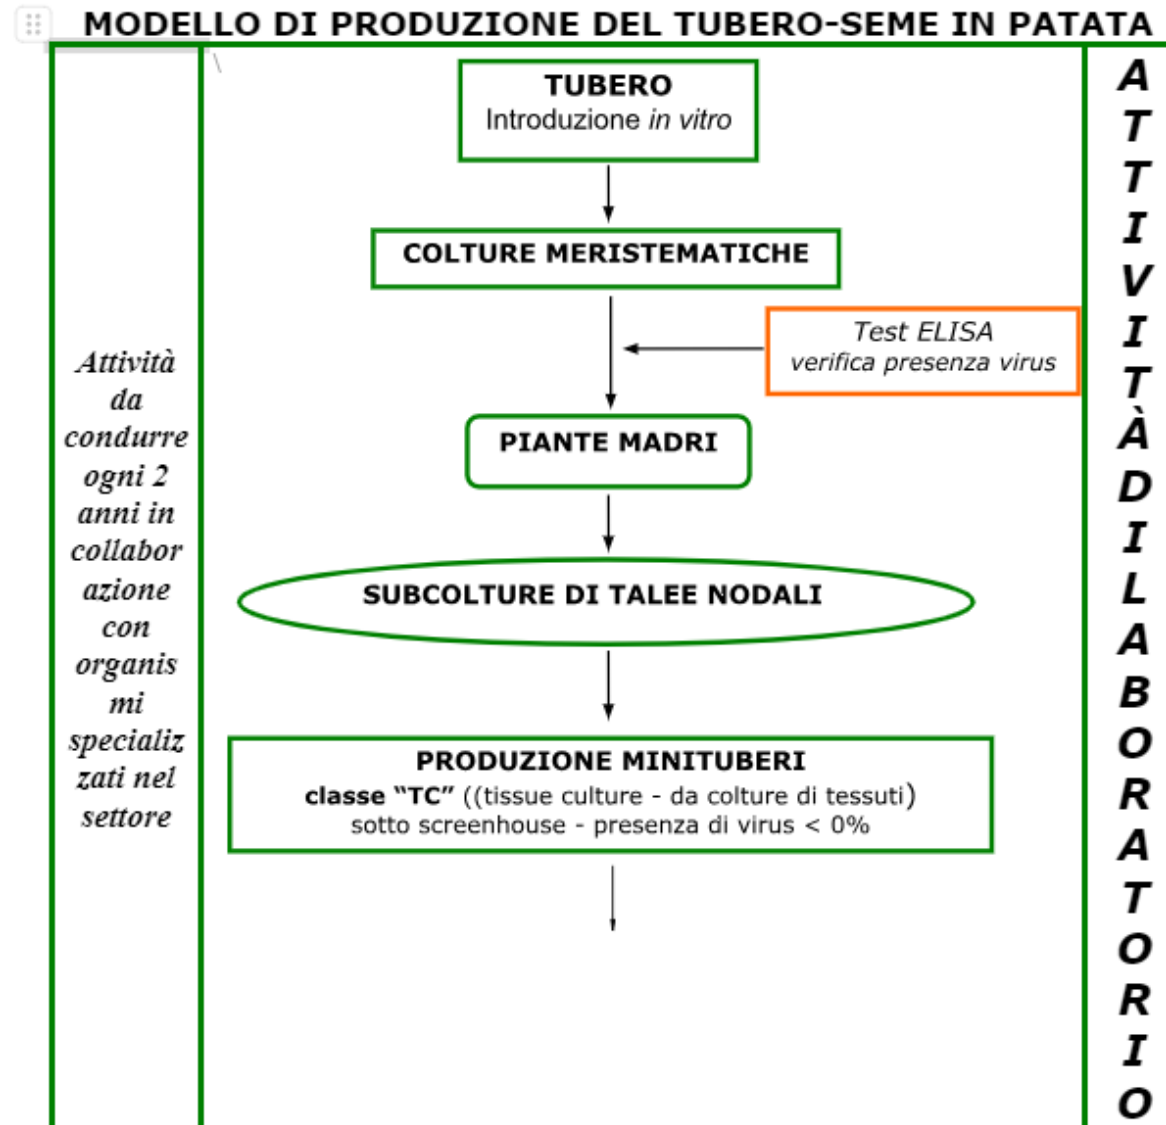 MODELLO DI PRODUZIONE DEL TUBERO-SEME IN PATATA
Attività
da
condurre
ogni 2
anni in
collabor
azione
con
organis
mi
specializ
zati nel
settore
\
TUBERO
Introduzione in vitro
COLTURE MERISTEMATICHE
Test ELISA
verifica presenza virus
PIANTE MADRI
SUBCOLTURE DI TALEE NODALI
PRODUZIONE MINITUBERI
classe “TC” ((tissue culture - da colture di tessuti)
sotto screenhouse - presenza di virus < 0%
A
T
T
I
V
I
T
À
D
I
L
A
B
O
R
A
T
O
R
I
O